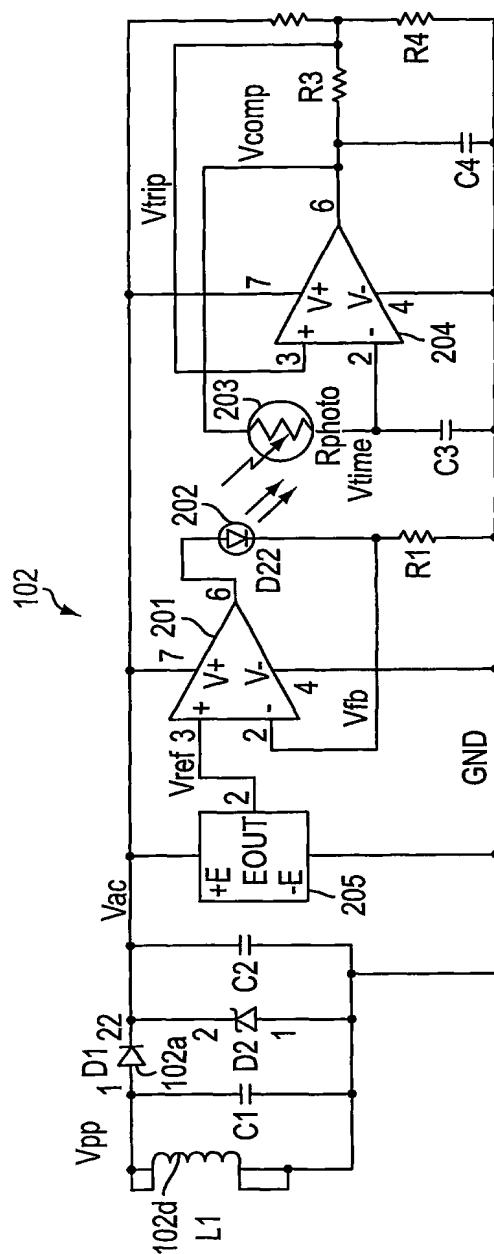 102
Vpp
L1
102d
C1
1
D1
22
102a
2
D2
1
C2
Vac
+E
EOUT
-E
205
2
Vref
3
2
+
-
V+
V-
7
4
6
201
Vfb
GND
202
D22
R1
203
Rphoto
Vtime
C3
Vtrip
Vcomp
3
2
+
-
V+
V-
7
4
6
204
R3
C4
R4